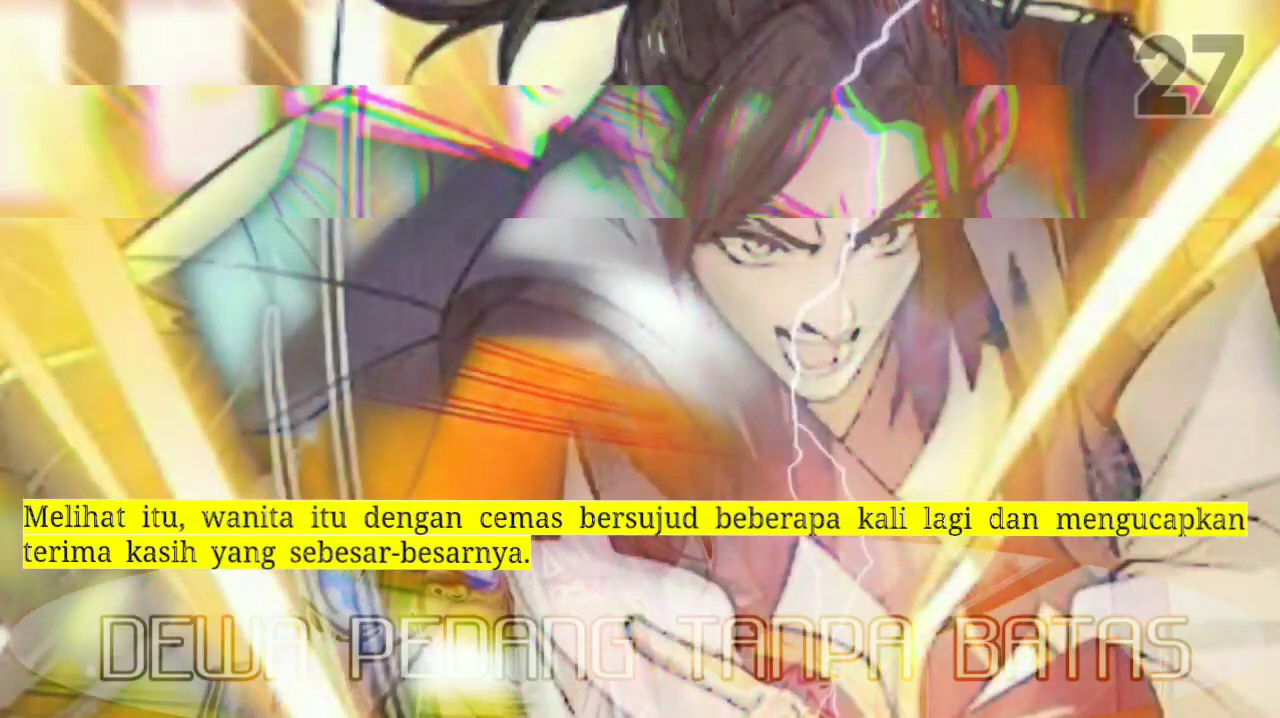 27
Melihat itu, wanita itu dengan cemas bersujud beberapa kali lagi dan mengucapkan
terima kasih yang sebesar-besarnya.
DEWA PEDANG TANPA BATAS